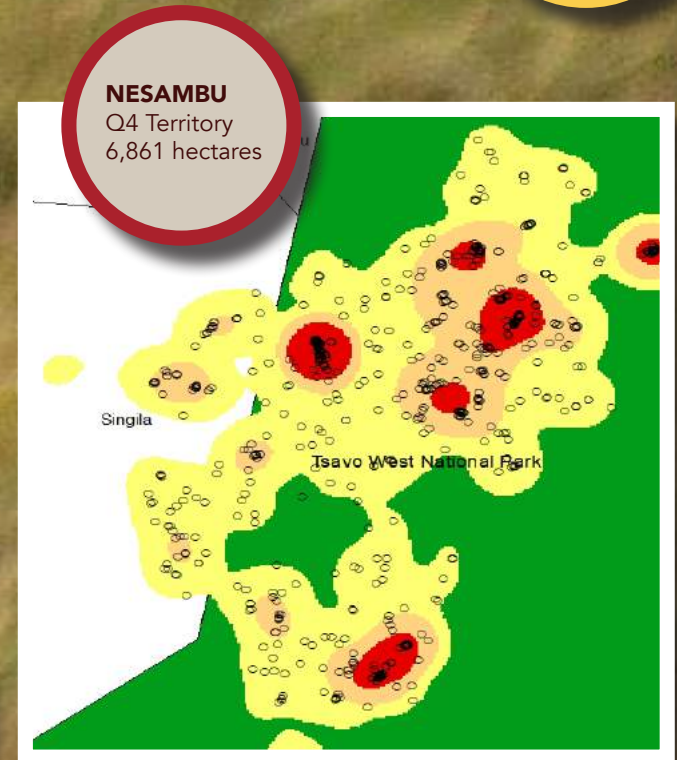 NESAMBU
Q4 Territory
6,861 hectares
Singila
Tsavo West National Park